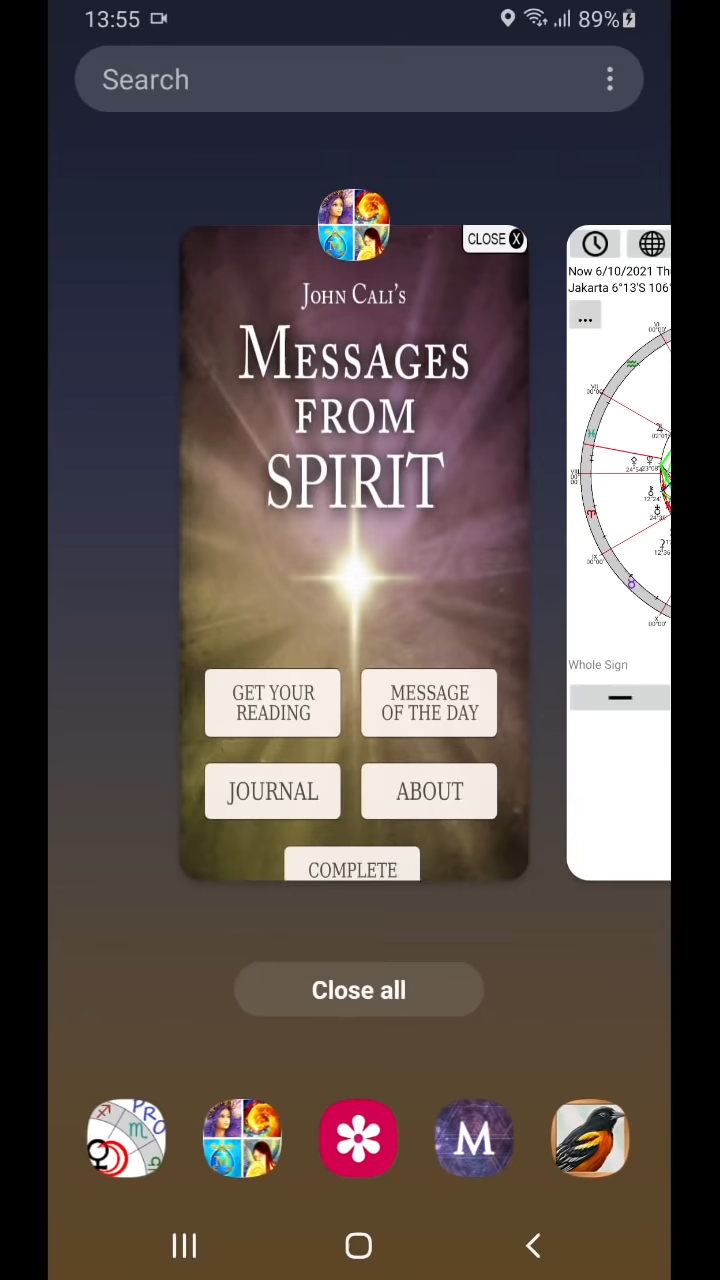 13:55
89%
Search
CLOSE X
JOHN CALI'S
MESSAGES
FROM
SPIRIT
GET YOUR
READING
MESSAGE
OF THE DAY
JOURNAL
ABOUT
COMPLETE
Now 6/10/2021 Th
Jakarta 6°13'S 106°
...
Whole Sign
Close all
PRO
M